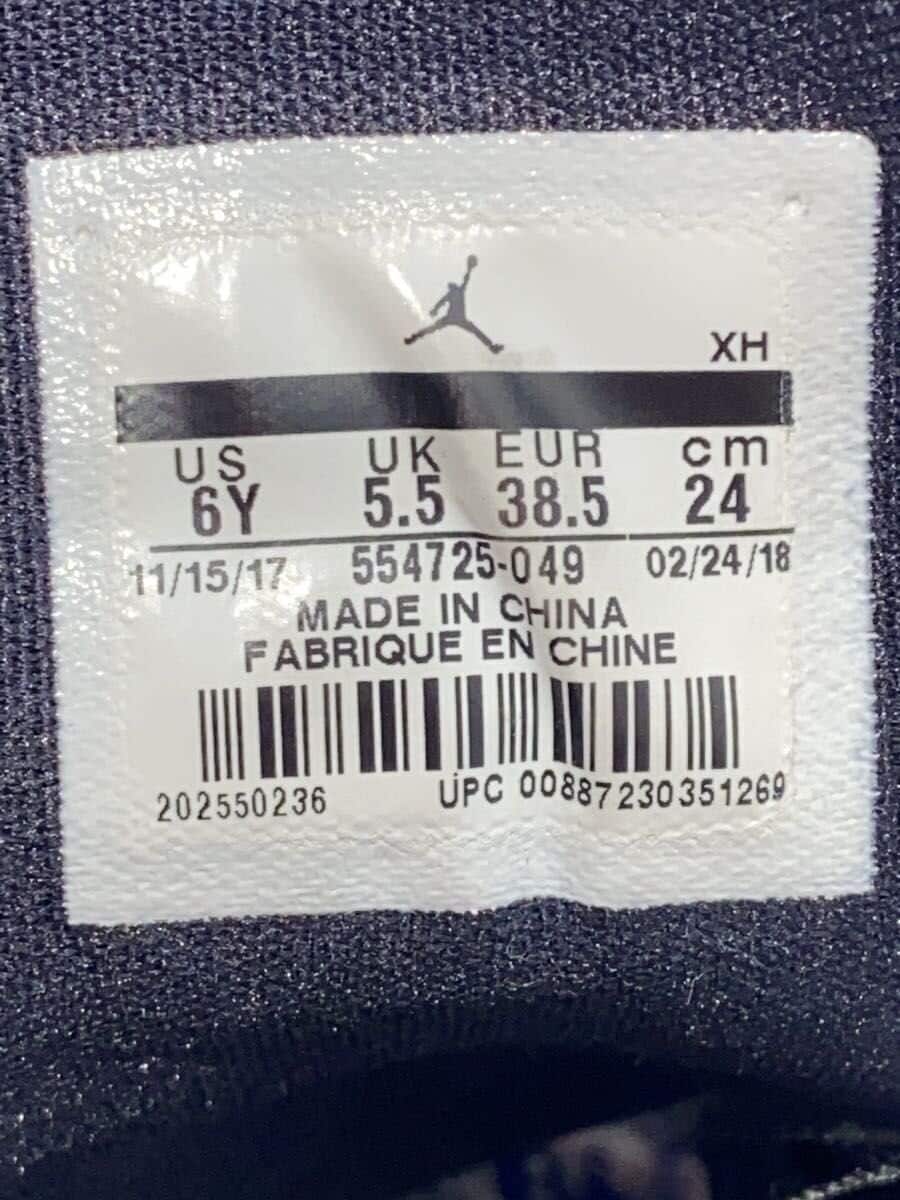 XH
US UK EUR cm
6Y 5.5 38.5 24
11/15/17 554725-049 02/24/18
MADE IN CHINA
FABRIQUE EN CHINE
202550236 UPC 00887230351269